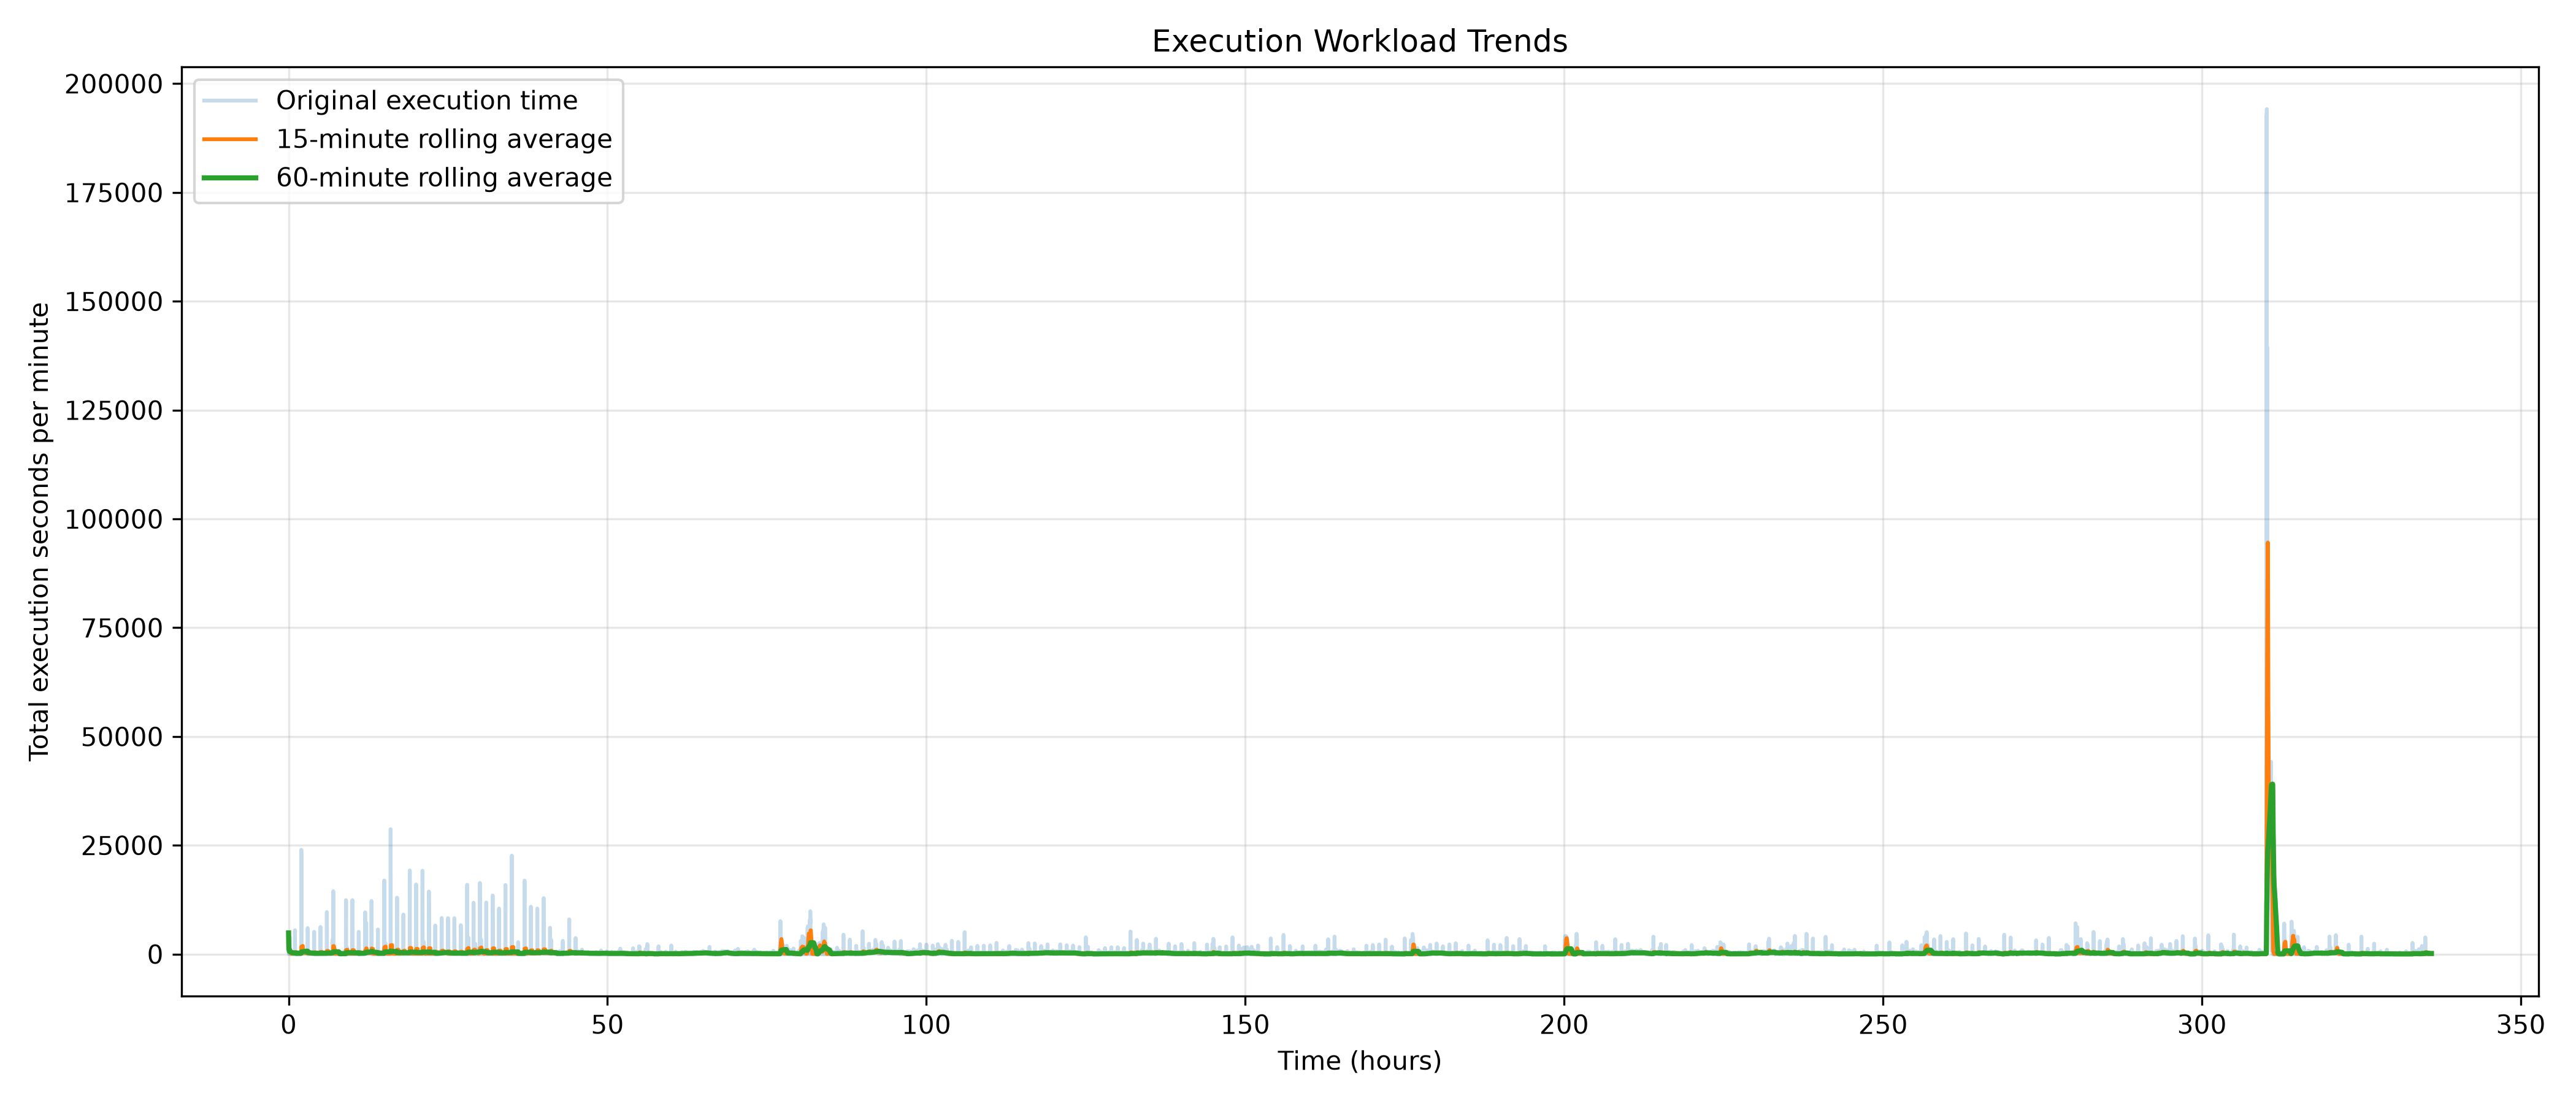 Execution Workload Trends
Original execution time
15-minute rolling average
60-minute rolling average
Total execution seconds per minute
200000
175000
150000
125000
100000
75000
50000
25000
0
0 50 100 150 200 250 300 350
Time (hours)